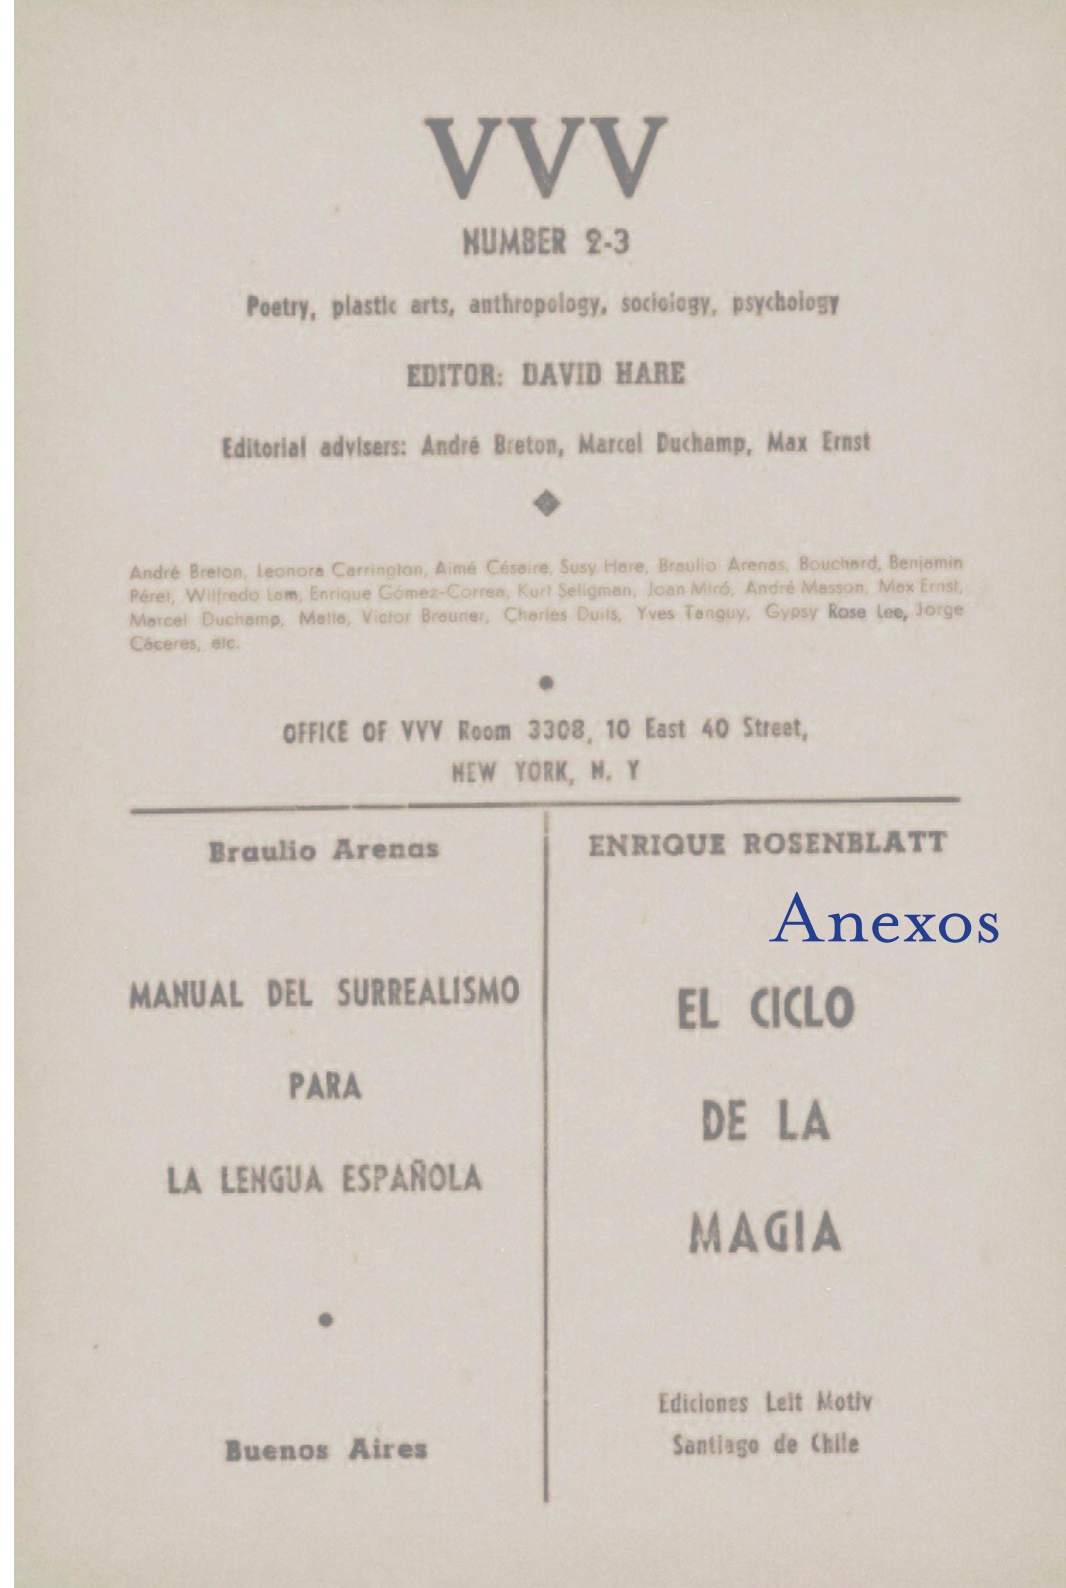 VVV
NUMBER 2-3
Poetry, plastic arts, anthropology, sociology, psychology
EDITOR: DAVID HARE
Editorial advisers: André Breton, Marcel Duchamp, Max Ernst
André Breton, Leonora Carrington, Aimé Césaire, Susy Hare, Braulio Arenas, Bouchard, Benjamin
Péret, Wilfredo Lam, Enrique Gómez-Correa, Kurt Seligman, Joan Miró, André Masson, Max Ernst,
Marcel Duchamp, Matta, Victor Brauner, Charles Duits, Yves Tanguy, Gypsy Rose Lee, Jorge
Cáceres, etc.
OFFICE OF VVV Room 3308, 10 East 40 Street,
NEW YORK, N. Y
Braulio Arenas
MANUAL DEL SURREALISMO
PARA
LA LENGUA ESPAÑOLA
Buenos Aires
ENRIQUE ROSENBLATT
Anexos
EL CICLO
DE LA
MAGIA
Ediciones Leit Motiv
Santiago de Chile